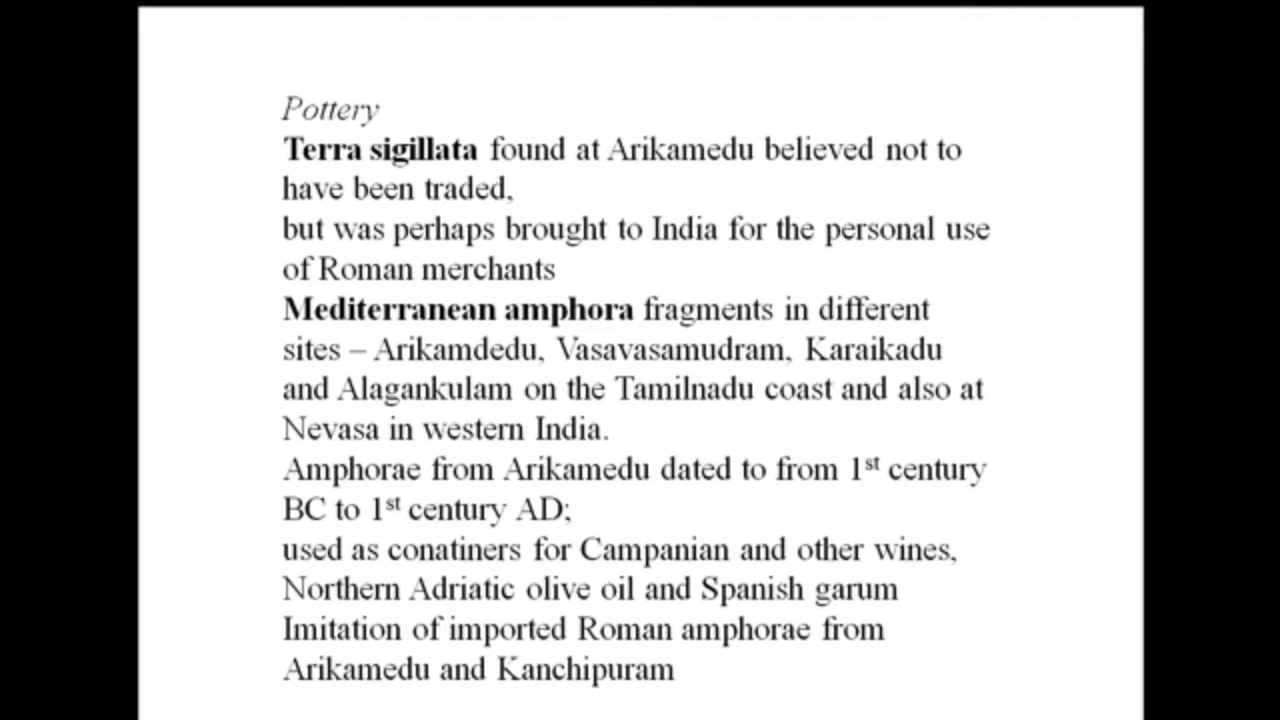 Pottery
Terra sigillata found at Arikamedu believed not to
have been traded,
but was perhaps brought to India for the personal use
of Roman merchants
Mediterranean amphora fragments in different
sites – Arikamdedu, Vasavasamudram, Karaikadu
and Alagankulam on the Tamilnadu coast and also at
Nevasa in western India.
Amphorae from Arikamedu dated to from 1st century
BC to 1st century AD;
used as conatiners for Campanian and other wines,
Northern Adriatic olive oil and Spanish garum
Imitation of imported Roman amphorae from
Arikamedu and Kanchipuram